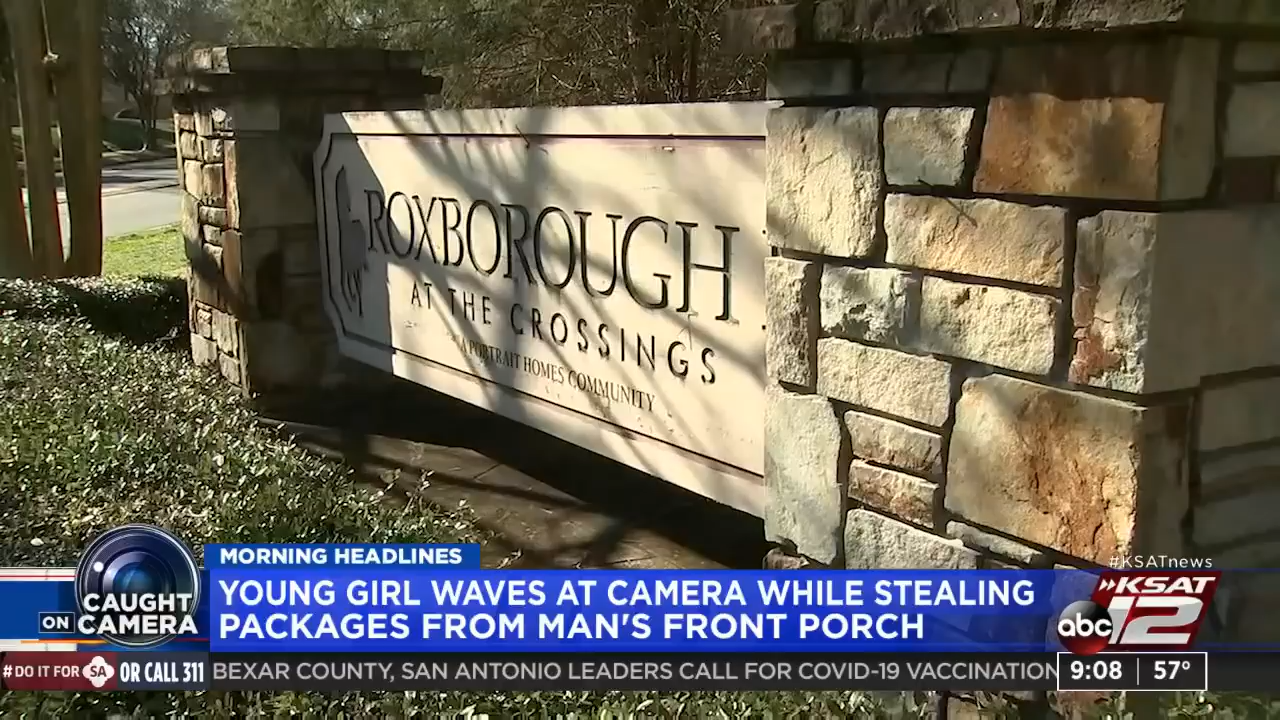 ROXBOROUGH
AT THE CROSSINGS
A PORTRAIT HOMES COMMUNITY
#KSATnews
MORNING HEADLINES
YOUNG GIRL WAVES AT CAMERA WHILE STEALING
PACKAGES FROM MAN'S FRONT PORCH
CAUGHT
ON CAMERA
KSAT
abc 12
#DO IT FOR SA OR CALL 311
BEXAR COUNTY, SAN ANTONIO LEADERS CALL FOR COVID-19 VACCINATION
9:08 57°